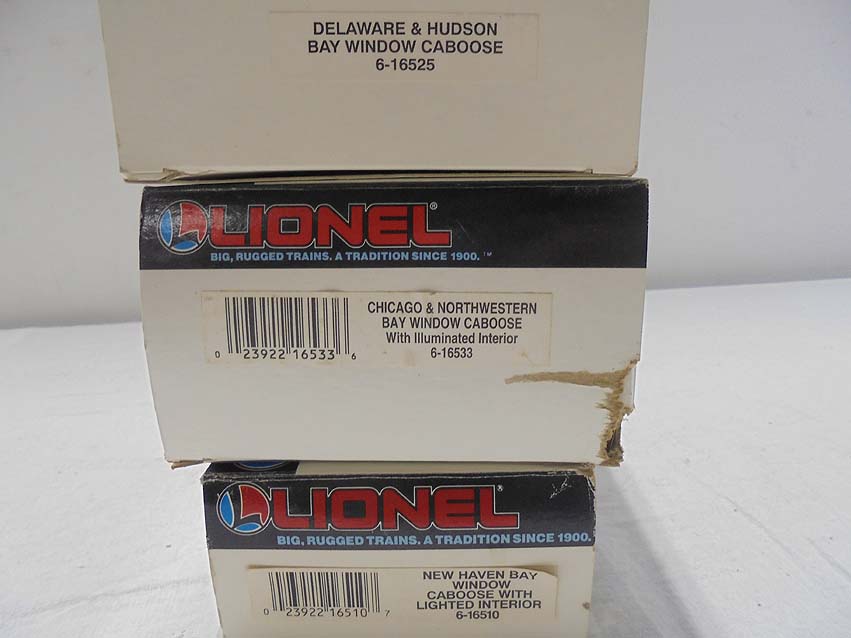 DELAWARE & HUDSON
BAY WINDOW CABOOSE
6-16525
LIONEL®
BIG, RUGGED TRAINS. A TRADITION SINCE 1900.™
CHICAGO & NORTHWESTERN
BAY WINDOW CABOOSE
With Illuminated Interior
6-16533
0 23922 16533 6
LIONEL
BIG, RUGGED TRAINS. A TRADITION SINCE 1900.
NEW HAVEN BAY
WINDOW
CABOOSE WITH
LIGHTED INTERIOR
6-16510
0 23922 16510 7